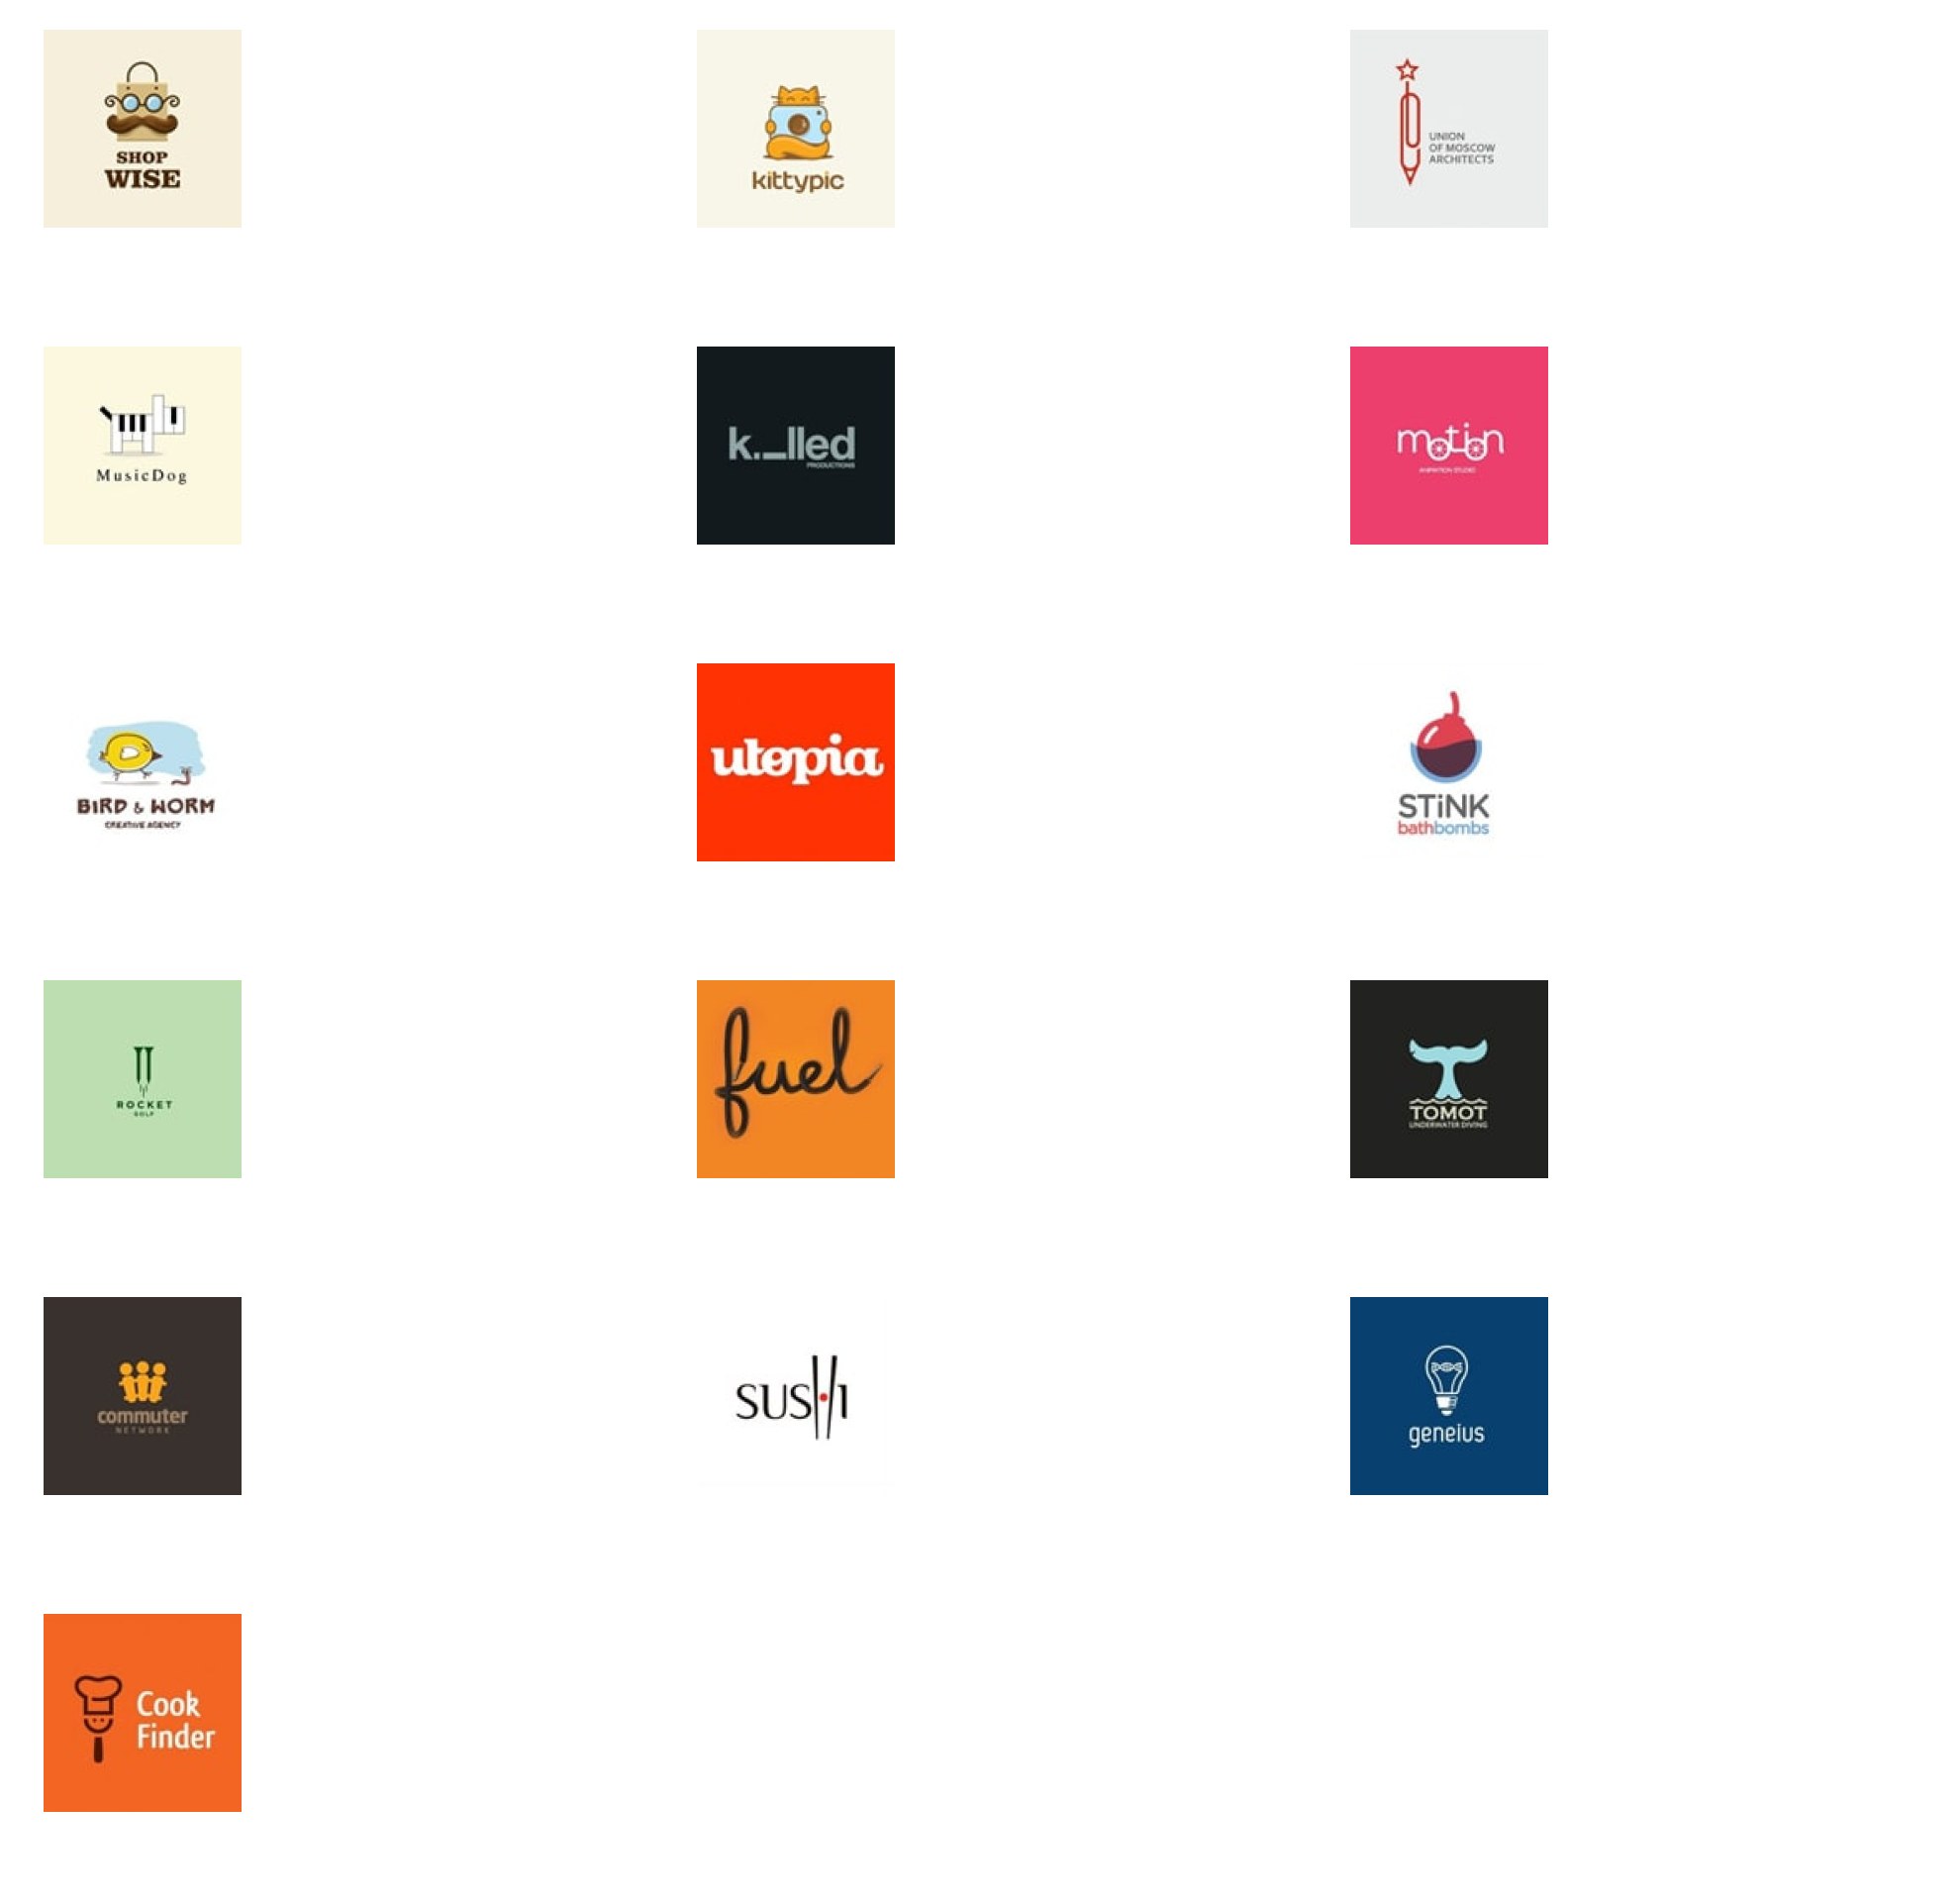 SHOP
WISE
kittypic
UNION
OF MOSCOW
ARCHITECTS
MusicDog
k._lled
PRODUCTIONS
motion
ANIMATION STUDIO
BIRD & WORM
CREATIVE AGENCY
utopia
STiNK
bathbombs
ROCKET
GOLF
fuel
TOMOT
UNDERWATER DIVING
commuter
NETWORK
SUSHI
geneius
Cook
Finder